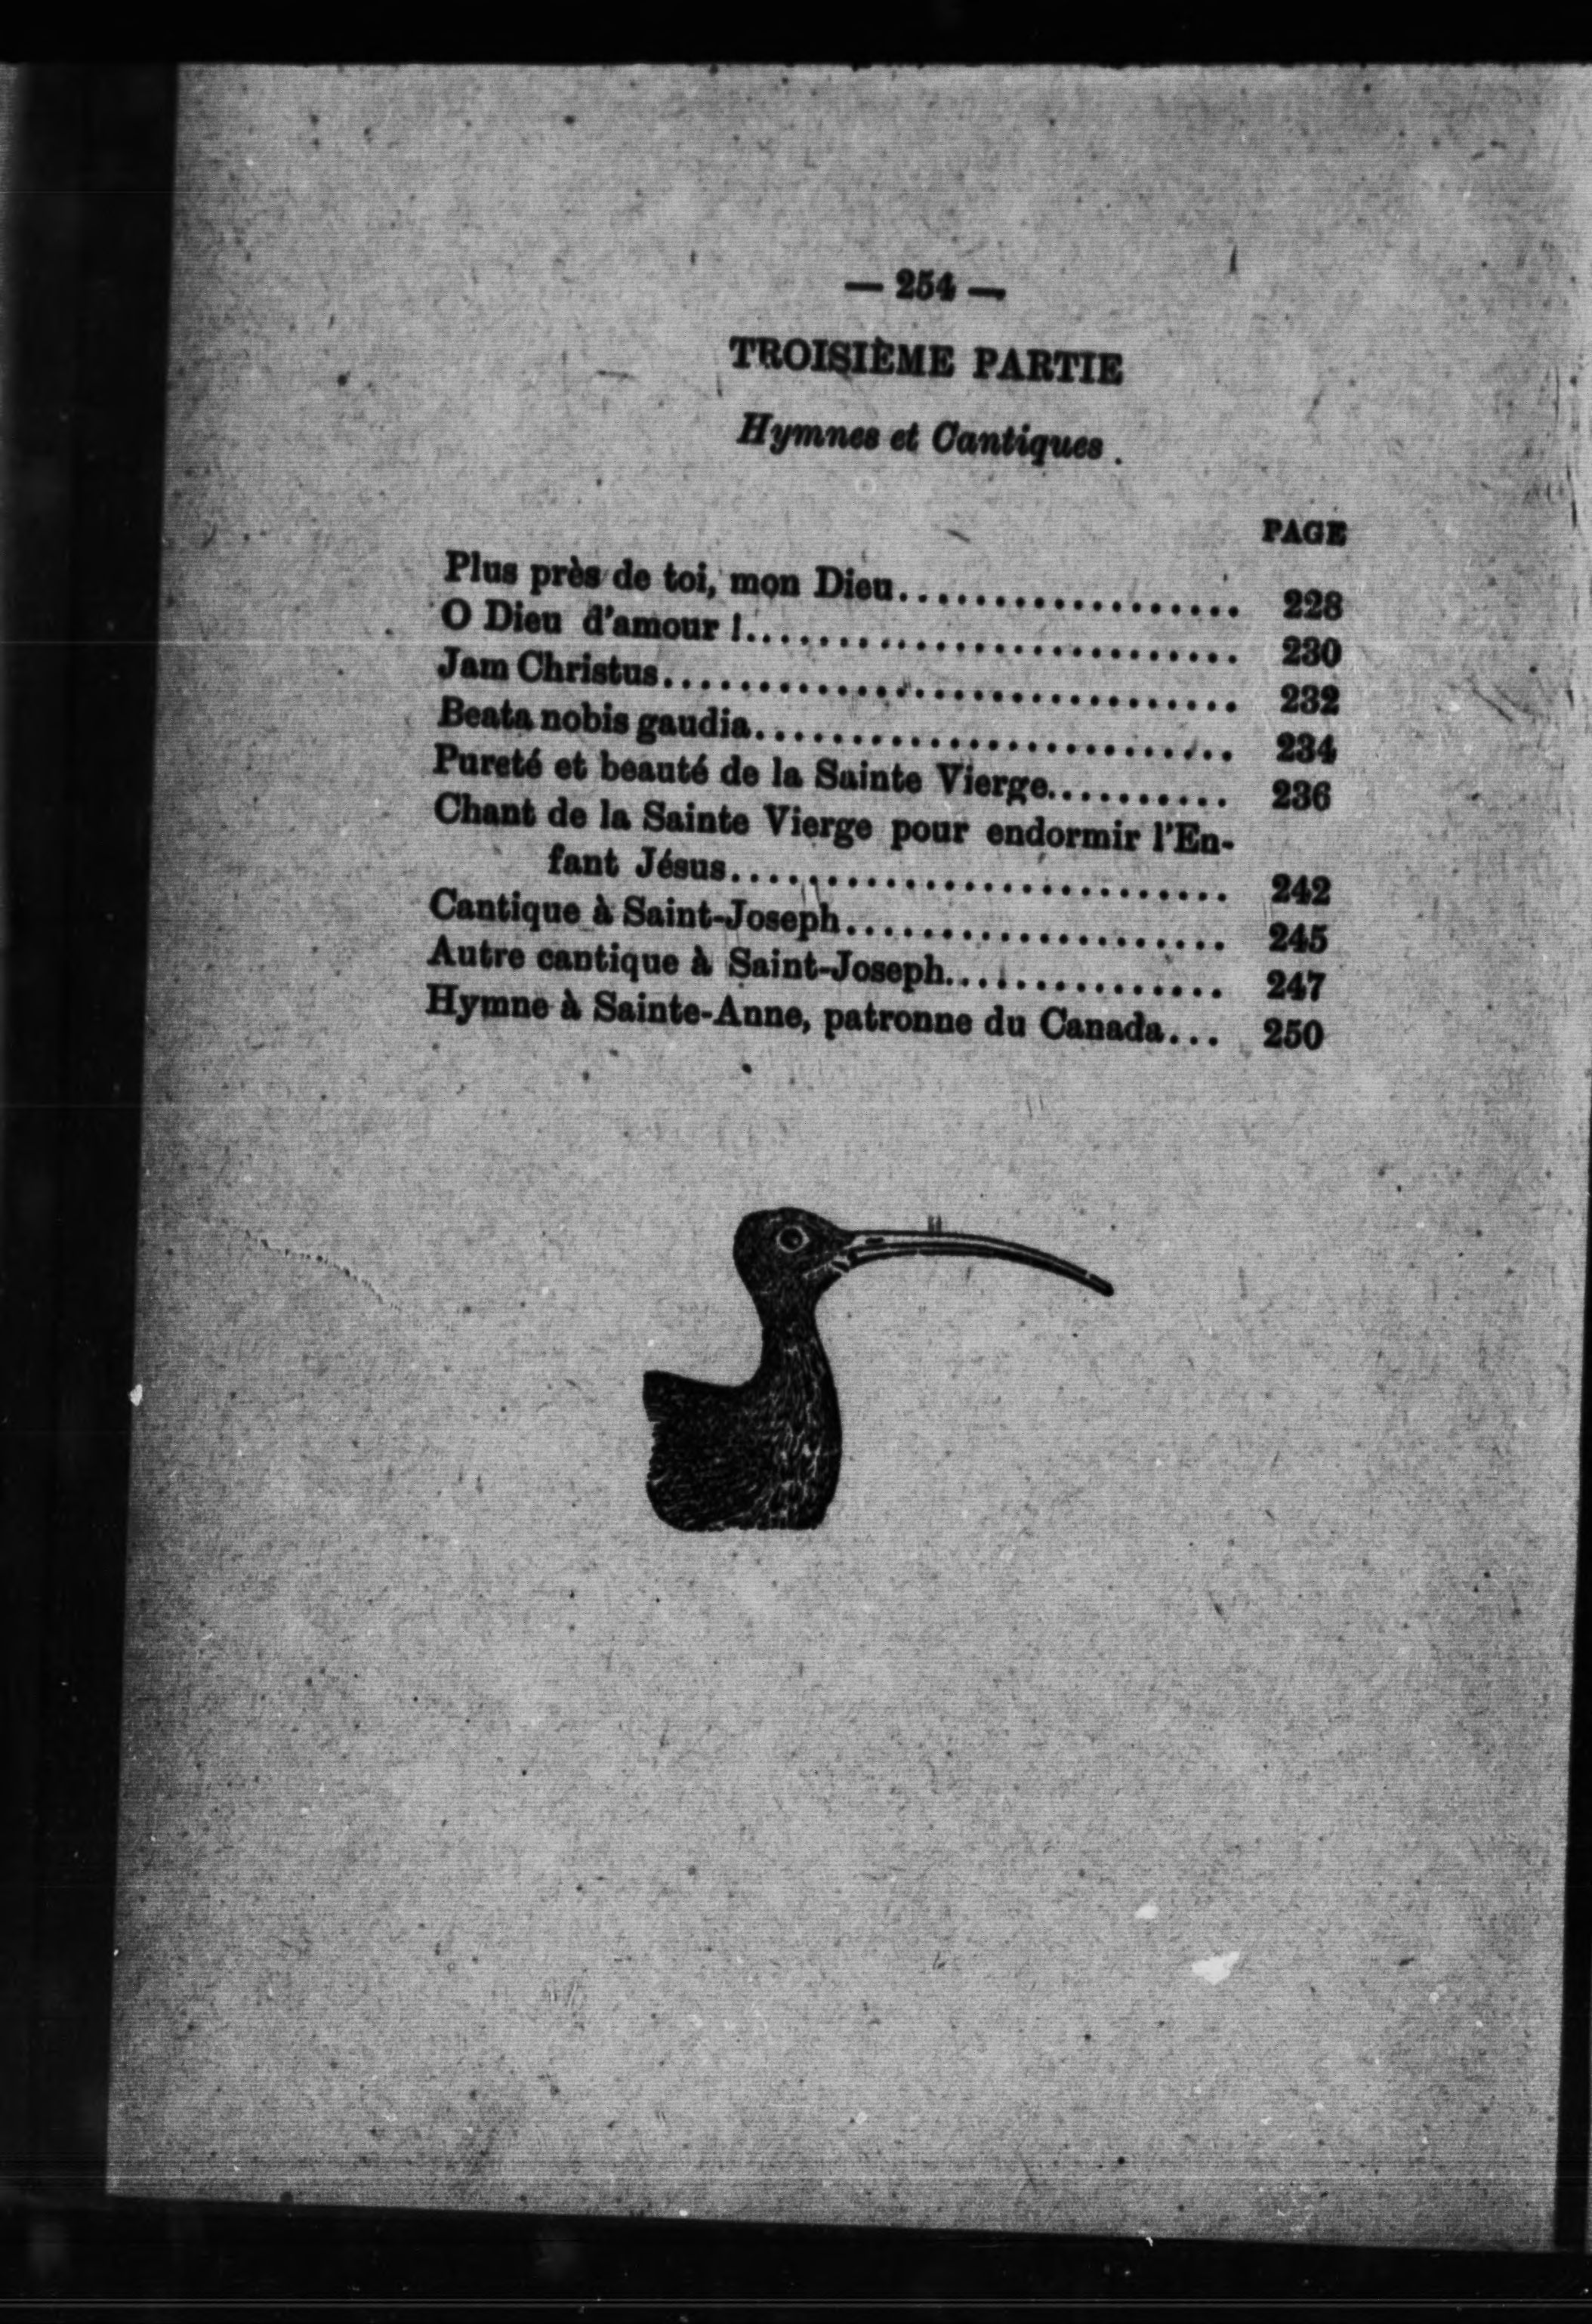 — 254 —
TROISIÈME PARTIE
Hymnes et Cantiques.
PAGE
Plus près de toi, mon Dieu.................. 228
O Dieu d'amour !.......................... 230
Jam Christus.............................. 232
Beata nobis gaudia......................... 234
Pureté et beauté de la Sainte Vierge.......... 236
Chant de la Sainte Vierge pour endormir l'En-
fant Jésus.......................... 242
Cantique à Saint-Joseph.................... 245
Autre cantique à Saint-Joseph............... 247
Hymne à Sainte-Anne, patronne du Canada... 250